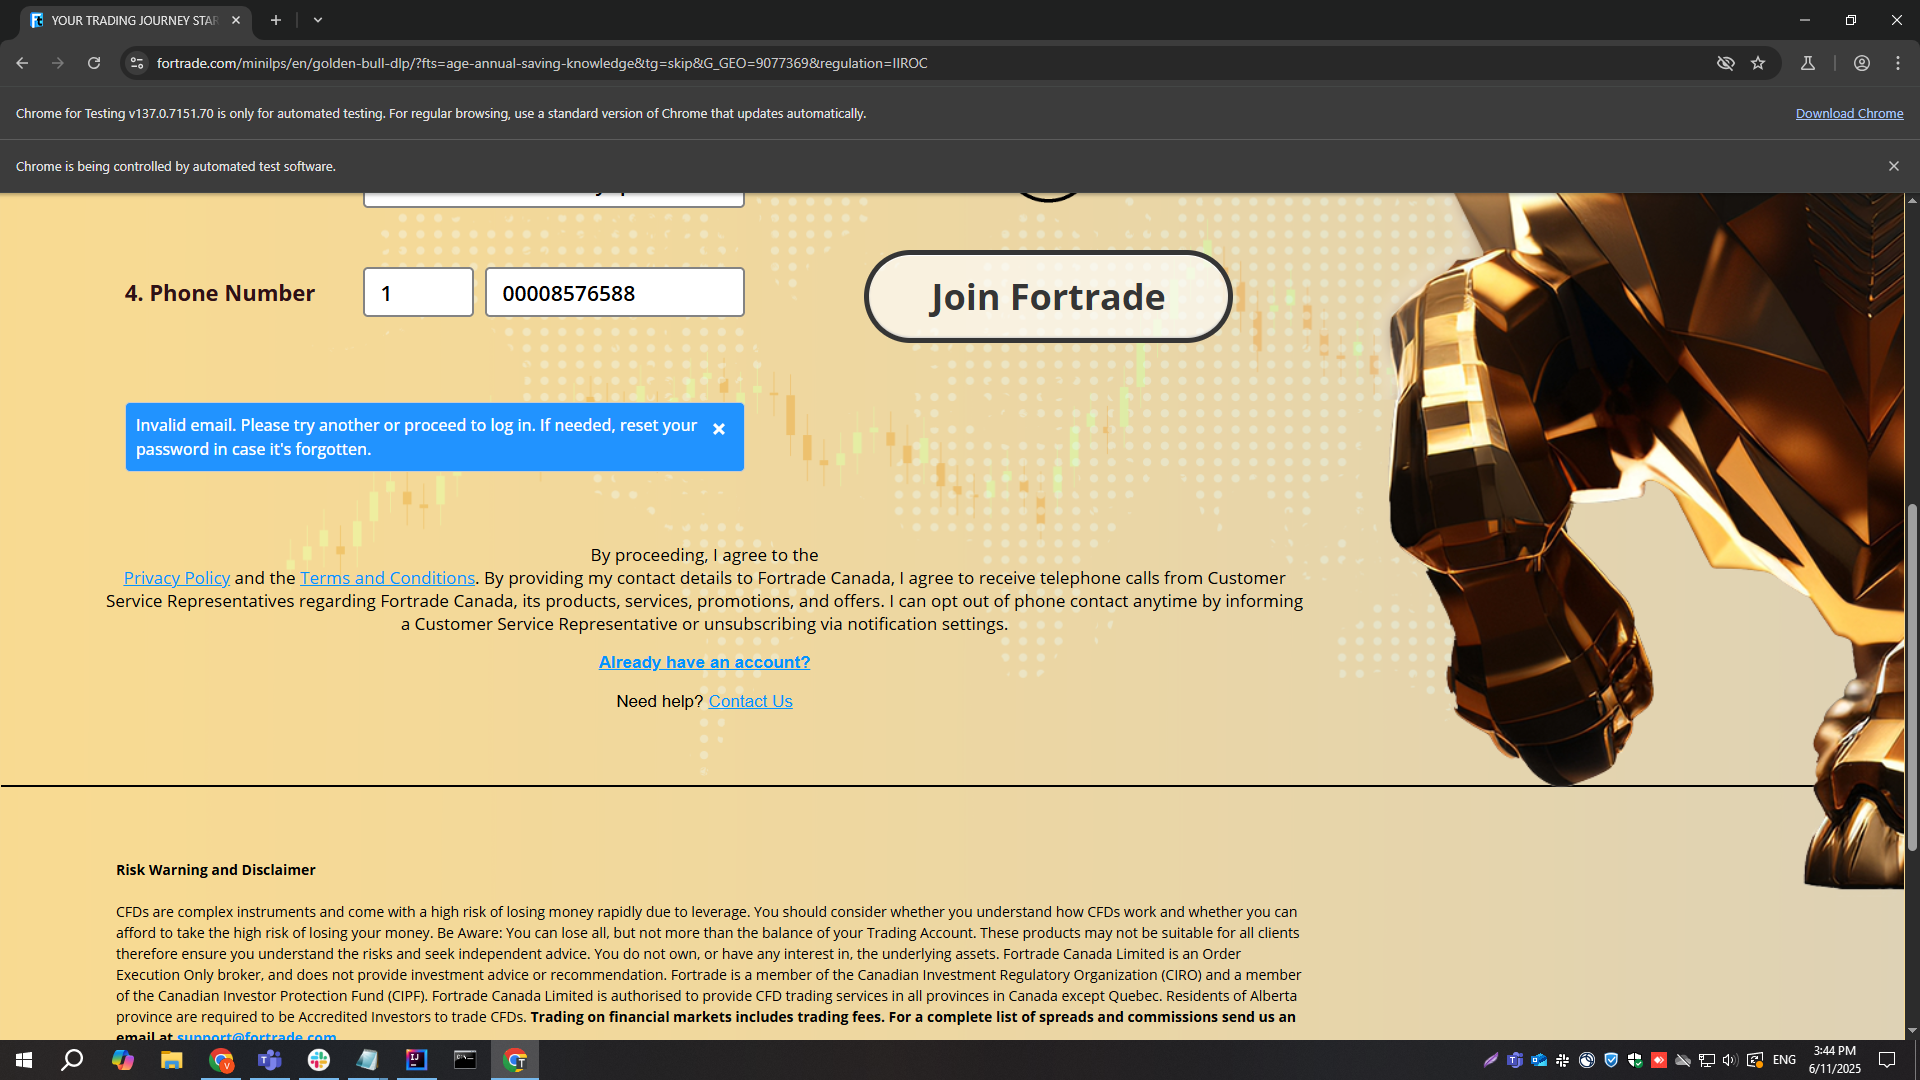 YOUR TRADING JOURNEY STAR
fortrade.com/minilps/en/golden-bull-dlp/?fts=age-annual-saving-knowledge&tg=skip&G_GEO=9077369&regulation=IIROC
Chrome for Testing v137.0.7151.70 is only for automated testing. For regular browsing, use a standard version of Chrome that updates automatically.
Download Chrome
Chrome is being controlled by automated test software.
4. Phone Number
1
00008576588
Join Fortrade
Invalid email. Please try another or proceed to log in. If needed, reset your
password in case it's forgotten.
By proceeding, I agree to the
Privacy Policy and the Terms and Conditions. By providing my contact details to Fortrade Canada, I agree to receive telephone calls from Customer
Service Representatives regarding Fortrade Canada, its products, services, promotions, and offers. I can opt out of phone contact anytime by informing
a Customer Service Representative or unsubscribing via notification settings.
Already have an account?
Need help? Contact Us
Risk Warning and Disclaimer
CFDs are complex instruments and come with a high risk of losing money rapidly due to leverage. You should consider whether you understand how CFDs work and whether you can
afford to take the high risk of losing your money. Be Aware: You can lose all, but not more than the balance of your Trading Account. These products may not be suitable for all clients
therefore ensure you understand the risks and seek independent advice. You do not own, or have any interest in, the underlying assets. Fortrade Canada Limited is an Order
Execution Only broker, and does not provide investment advice or recommendation. Fortrade is a member of the Canadian Investment Regulatory Organization (CIRO) and a member
of the Canadian Investor Protection Fund (CIPF). Fortrade Canada Limited is authorised to provide CFD trading services in all provinces in Canada except Quebec. Residents of Alberta
province are required to be Accredited Investors to trade CFDs. Trading on financial markets includes trading fees. For a complete list of spreads and commissions send us an
email at support@fortrade.com
ENG
3:44 PM
6/11/2025